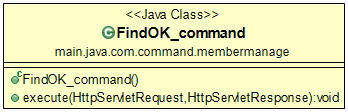 <<Java Class>>
C FindOK_command
main.java.com.command.membermanage
c FindOK_command()
execute(HttpServletRequest,HttpServletResponse):void